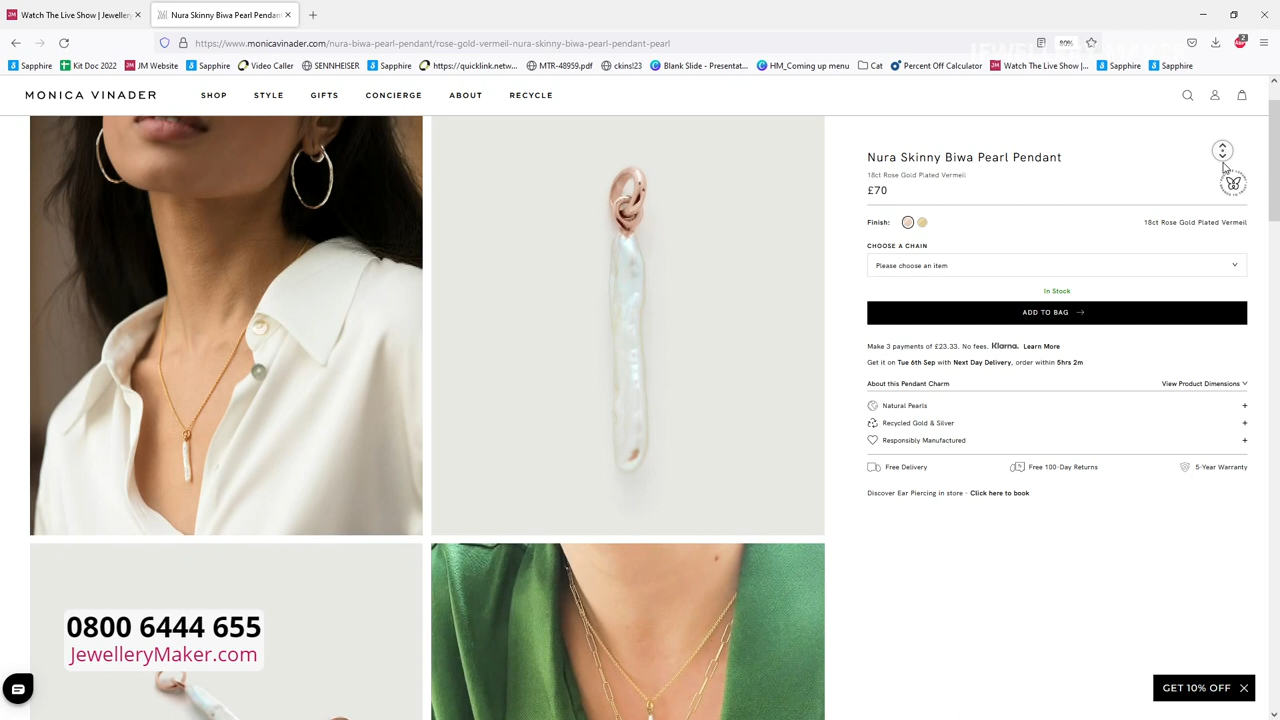 Watch The Live Show | Jeweller
Nura Skinny Biwa Pearl Pendant
https://www.monicavinader.com/nura-pearl-pendant/rose-gold-vermeil-nura-skinny-biwa-pearl-pendant-pearl
80%
2
Sapphire
Kit Doc 2022
JM Website
Sapphire
Video Caller
SENNHEISER
Sapphire
https://quicklink.netw...
MTR-48959.pdf
ckins!23
Blank Slide - Presentat...
HM_Coming up menu
Cat
Percent Off Calculator
Watch The Live Show |...
Sapphire
Sapphire
MONICA VINADER
SHOP
STYLE
GIFTS
CONCIERGE
ABOUT
RECYCLE
Nura Skinny Biwa Pearl Pendant
18ct Rose Gold Plated Vermeil
£70
Finish:
18ct Rose Gold Plated Vermeil
CHOOSE A CHAIN
Please choose an item
In Stock
ADD TO BAG →
Make 3 payments of £23.33. No fees. Klarna. Learn More
Get it on Tue 6th Sep with Next Day Delivery, order within 5hrs 2m
About this Pendant Charm
View Product Dimensions
Natural Pearls +
Recycled Gold & Silver +
Responsibly Manufactured +
Free Delivery
Free 100-Day Returns
5-Year Warranty
Discover Ear Piercing in store - Click here to book
0800 6444 655
JewelleryMaker.com
GET 10% OFF